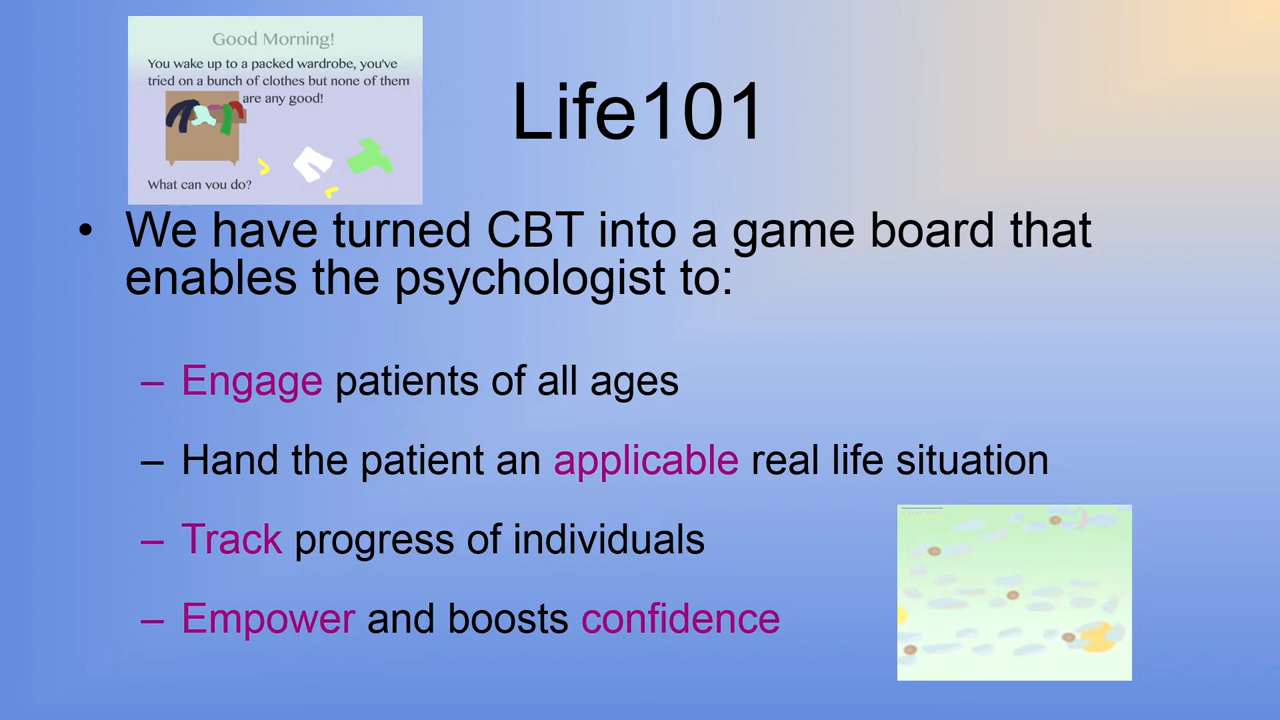 Good Morning!
You wake up to a packed wardrobe, you've
tried on a bunch of clothes but none of them
are any good!
What can you do?
Life101
• We have turned CBT into a game board that
enables the psychologist to:
– Engage patients of all ages
– Hand the patient an applicable real life situation
– Track progress of individuals
– Empower and boosts confidence